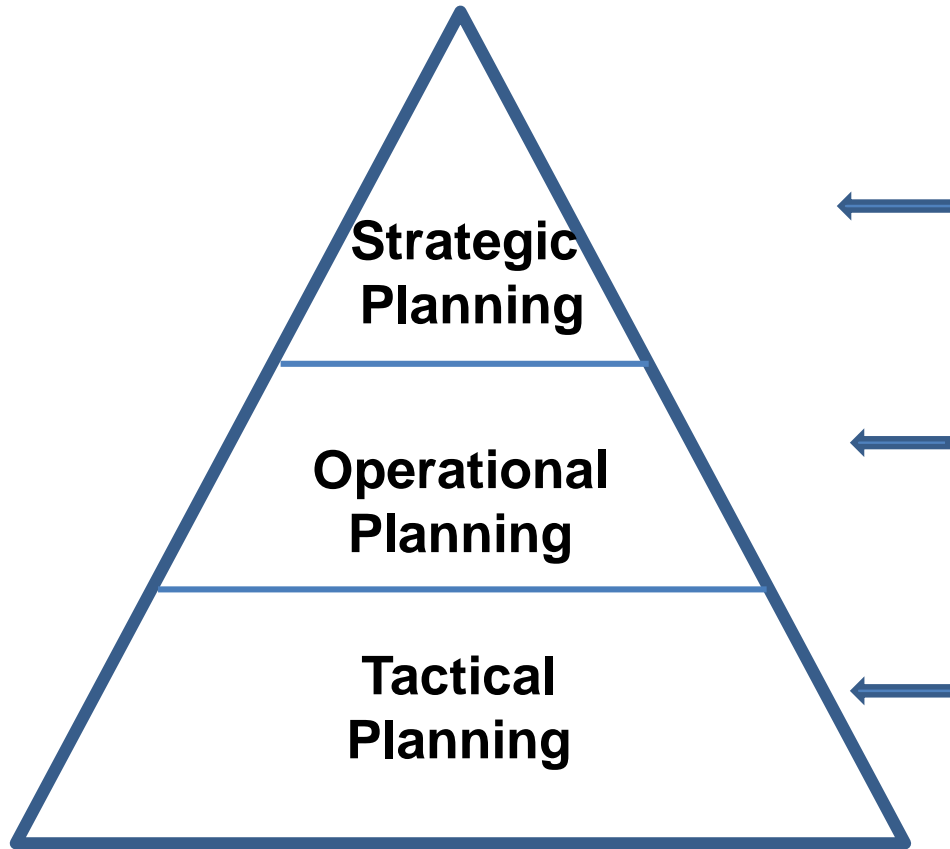 Strategic
Planning
Operational
Planning
Tactical
Planning